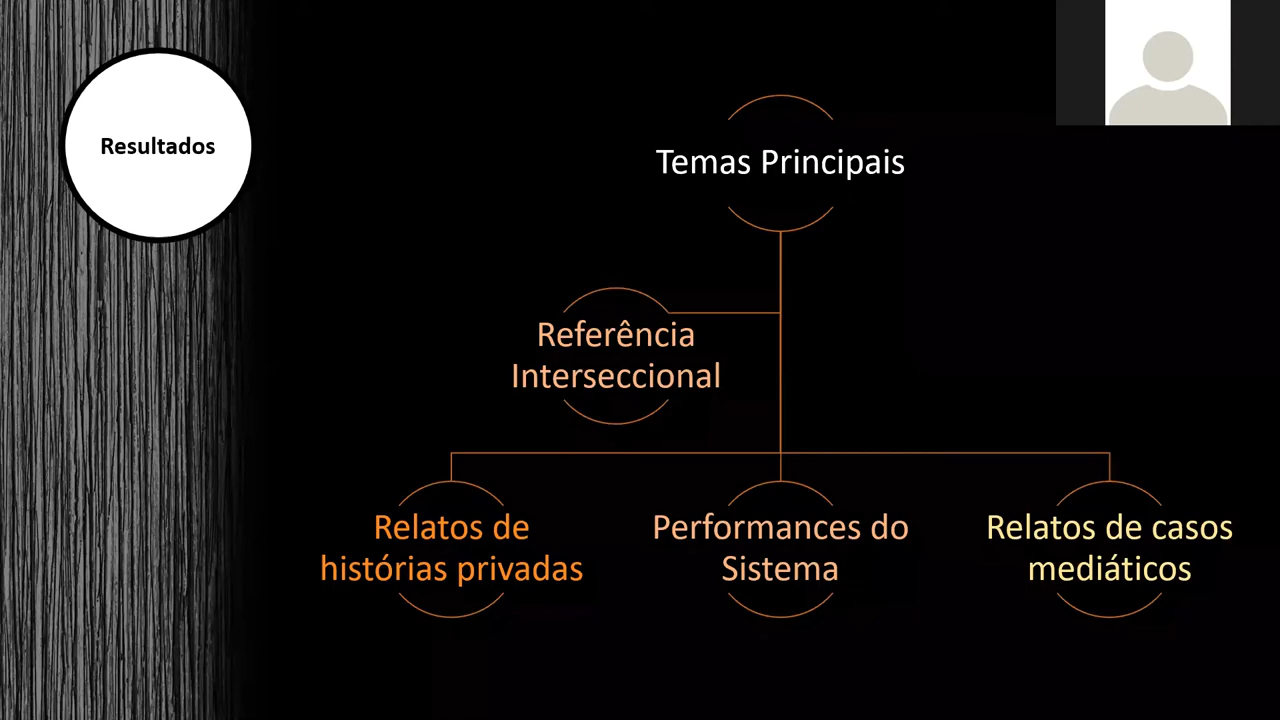 Resultados
Temas Principais
Referência
Interseccional
Relatos de
histórias privadas
Performances do
Sistema
Relatos de casos
mediáticos